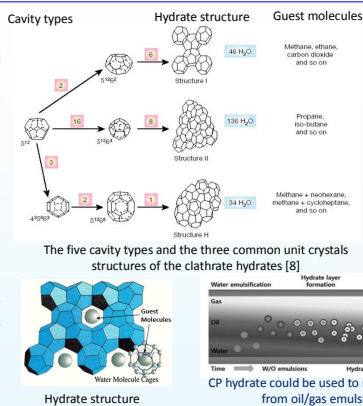 Cavity types
Hydrate structure
Guest molecules
6
46 H₂O
Methane, ethane,
carbon dioxide
and so on
Structure I
2
5¹²6²
16
8
136 H₂O
Propane,
iso-butane
and so on
5¹²
5¹²6⁴
Structure II
3
2
1
34 H₂O
Methane + neohexane,
methane + cycloheptane,
and so on
4³5⁶6³
5¹²6⁸
Structure H
The five cavity types and the three common unit crystals
structures of the clathrate hydrates [8]
Guest
Molecules
Water Molecule Cages
Hydrate structure
Water emulsification
Hydrate layer
formation
Gas
Oil
Water
Time
W/O emulsions
Hydra
CP hydrate could be used to
from oil/gas emuls